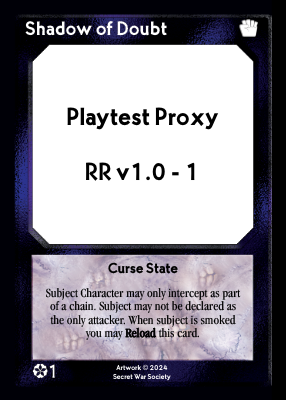 Shadow of Doubt
Playtest Proxy
RR v1.0 - 1
Curse State
Subject Character may only intercept as part
of a chain. Subject may not be declared as
the only attacker. When subject is smoked
you may Reload this card.
1
Artwork © 2024
Secret War Society